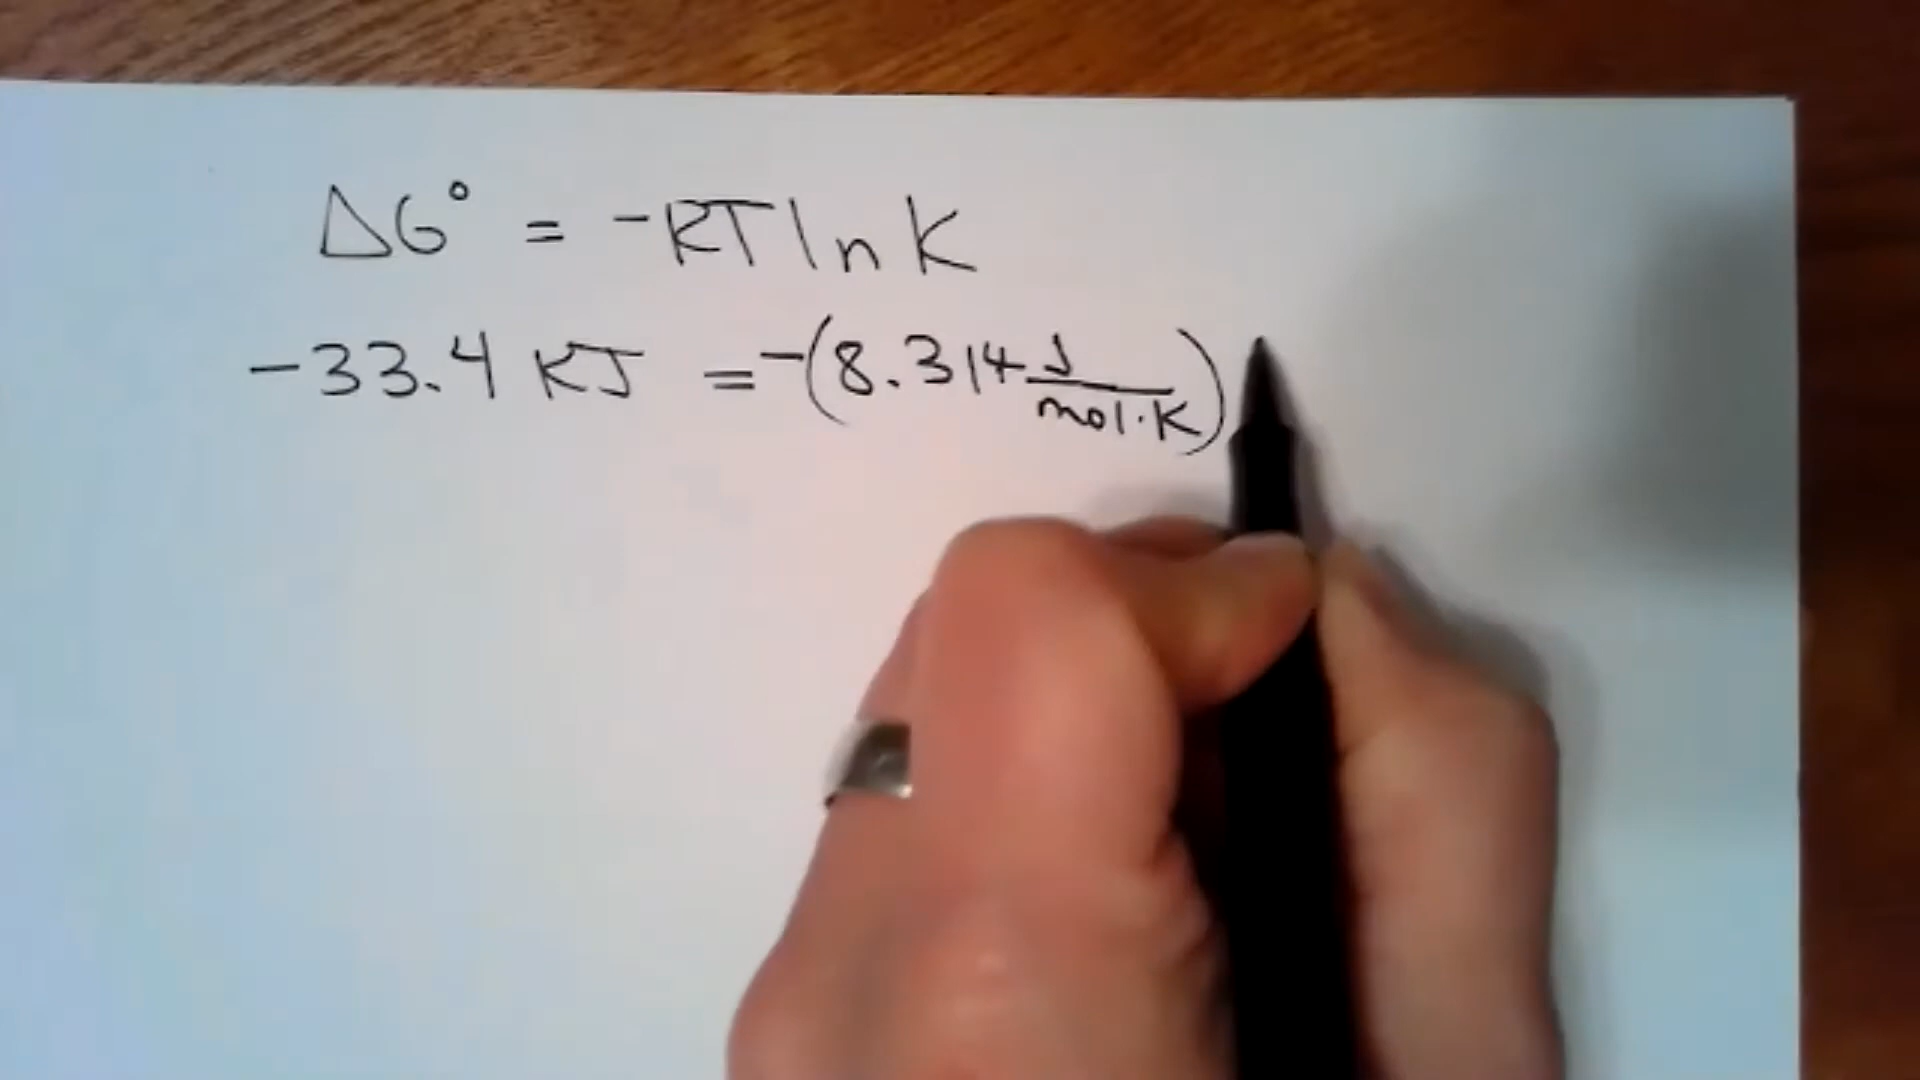 ΔG° = -RT ln K
-33.4 KJ = -(8.314 J/mol·K)